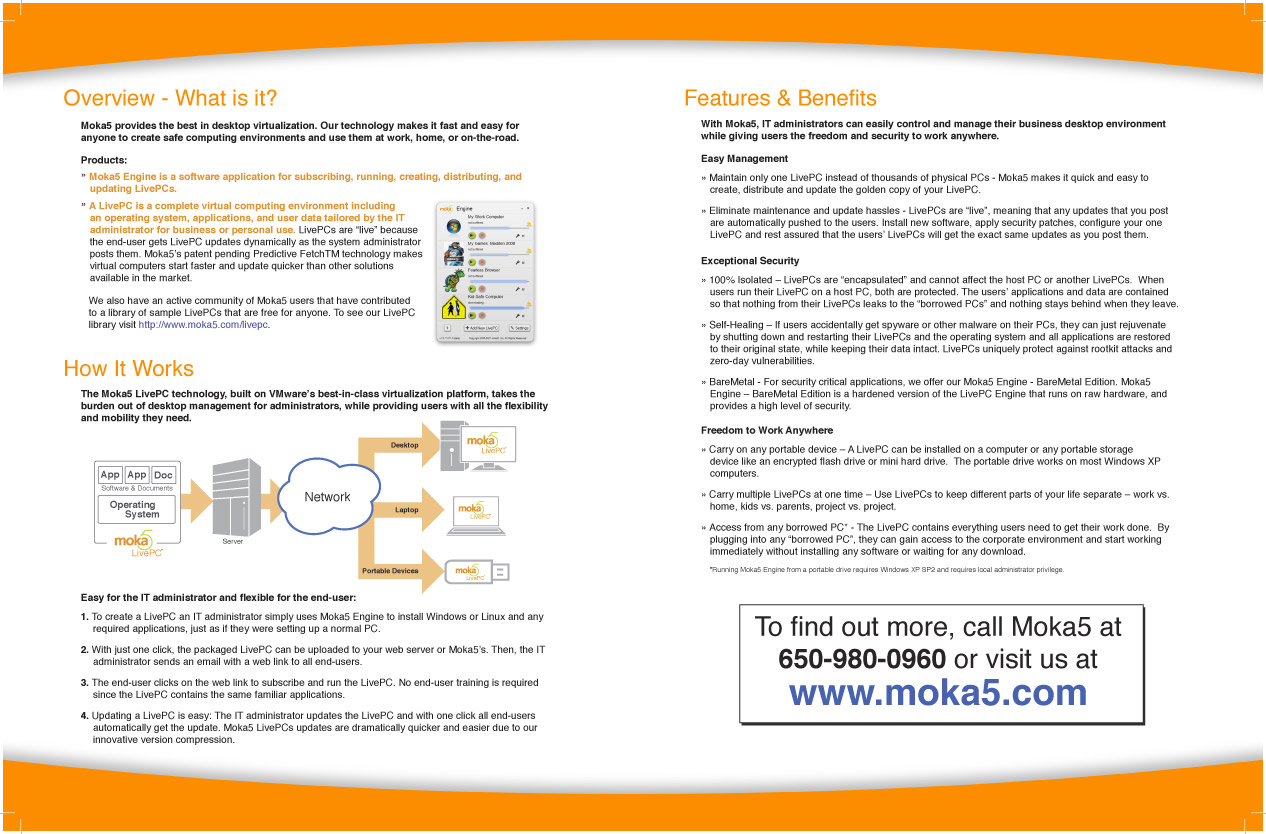 Overview - What is it?
Moka5 provides the best in desktop virtualization. Our technology makes it fast and easy for
anyone to create safe computing environments and use them at work, home, or on-the-road.
Products:
» Moka5 Engine is a software application for subscribing, running, creating, distributing, and
updating LivePCs.
» A LivePC is a complete virtual computing environment including
an operating system, applications, and user data tailored by the IT
administrator for business or personal use. LivePCs are “live” because
the end-user gets LivePC updates dynamically as the system administrator
posts them. Moka5’s patent pending Predictive FetchTM technology makes
virtual computers start faster and update quicker than other solutions
available in the market.
We also have an active community of Moka5 users that have contributed
to a library of sample LivePCs that are free for anyone. To see our LivePC
library visit http://www.moka5.com/livepc.
moka5 Engine
My Work Computer
My Gamer: Madden 2008
Fearless Browser
Kid-Safe Computer
Add New LivePC
Settings
How It Works
The Moka5 LivePC technology, built on VMware’s best-in-class virtualization platform, takes the
burden out of desktop management for administrators, while providing users with all the flexibility
and mobility they need.
App App Doc
Software & Documents
Operating
System
moka5
LivePC
Server
Network
Desktop
moka5
LivePC
Laptop
moka5
LivePC
Portable Devices
moka5
LivePC
Easy for the IT administrator and flexible for the end-user:
1. To create a LivePC an IT administrator simply uses Moka5 Engine to install Windows or Linux and any
required applications, just as if they were setting up a normal PC.
2. With just one click, the packaged LivePC can be uploaded to your web server or Moka5’s. Then, the IT
administrator sends an email with a web link to all end-users.
3. The end-user clicks on the web link to subscribe and run the LivePC. No end-user training is required
since the LivePC contains the same familiar applications.
4. Updating a LivePC is easy: The IT administrator updates the LivePC and with one click all end-users
automatically get the update. Moka5 LivePCs updates are dramatically quicker and easier due to our
innovative version compression.
Features & Benefits
With Moka5, IT administrators can easily control and manage their business desktop environment
while giving users the freedom and security to work anywhere.
Easy Management
» Maintain only one LivePC instead of thousands of physical PCs - Moka5 makes it quick and easy to
create, distribute and update the golden copy of your LivePC.
» Eliminate maintenance and update hassles - LivePCs are “live”, meaning that any updates that you post
are automatically pushed to the users. Install new software, apply security patches, configure your one
LivePC and rest assured that the users’ LivePCs will get the exact same updates as you post them.
Exceptional Security
» 100% Isolated – LivePCs are “encapsulated” and cannot affect the host PC or another LivePCs. When
users run their LivePC on a host PC, both are protected. The users’ applications and data are contained
so that nothing from their LivePCs leaks to the “borrowed PCs” and nothing stays behind when they leave.
» Self-Healing – If users accidentally get spyware or other malware on their PCs, they can just rejuvenate
by shutting down and restarting their LivePCs and the operating system and all applications are restored
to their original state, while keeping their data intact. LivePCs uniquely protect against rootkit attacks and
zero-day vulnerabilities.
» BareMetal - For security critical applications, we offer our Moka5 Engine - BareMetal Edition. Moka5
Engine – BareMetal Edition is a hardened version of the LivePC Engine that runs on raw hardware, and
provides a high level of security.
Freedom to Work Anywhere
» Carry on any portable device – A LivePC can be installed on a computer or any portable storage
device like an encrypted flash drive or mini hard drive. The portable drive works on most Windows XP
computers.
» Carry multiple LivePCs at one time – Use LivePCs to keep different parts of your life separate – work vs.
home, kids vs. parents, project vs. project.
» Access from any borrowed PC* - The LivePC contains everything users need to get their work done. By
plugging into any “borrowed PC”, they can gain access to the corporate environment and start working
immediately without installing any software or waiting for any download.
*Running Moka5 Engine from a portable drive requires Windows XP SP2 and requires local administrator privilege.
To find out more, call Moka5 at
650-980-0960 or visit us at
www.moka5.com